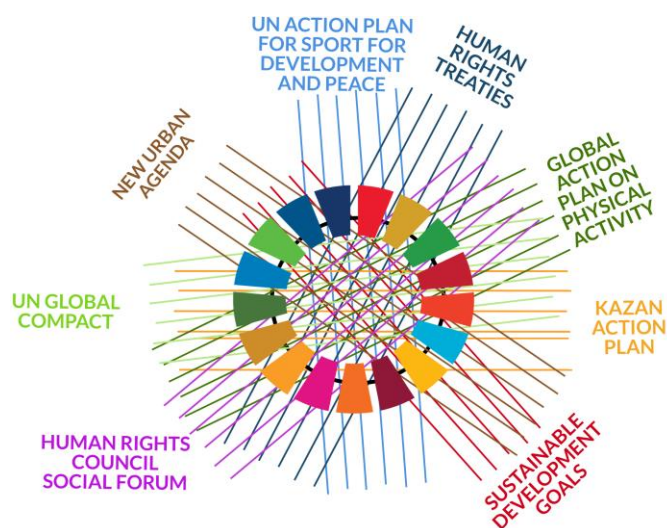 UN ACTION PLAN
FOR SPORT FOR
DEVELOPMENT
AND PEACE
HUMAN
RIGHTS
TREATIES
NEW URBAN
AGENDA
GLOBAL
ACTION
PLAN ON
PHYSICAL
ACTIVITY
UN GLOBAL
COMPACT
KAZAN
ACTION
PLAN
HUMAN RIGHTS
COUNCIL
SOCIAL FORUM
SUSTAINABLE
DEVELOPMENT
GOALS